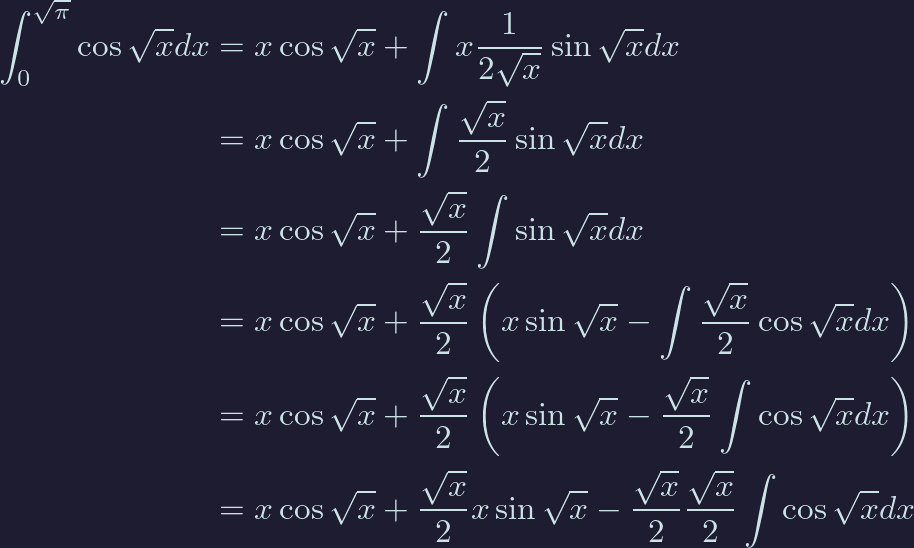 ∫₀^√π cos √x dx = x cos √x + ∫ x 1/(2√x) sin √x dx
= x cos √x + ∫ √x/2 sin √x dx
= x cos √x + √x/2 ∫ sin √x dx
= x cos √x + √x/2 (x sin √x − ∫ √x/2 cos √x dx)
= x cos √x + √x/2 (x sin √x − √x/2 ∫ cos √x dx)
= x cos √x + √x/2 x sin √x − √x/2 √x/2 ∫ cos √x dx